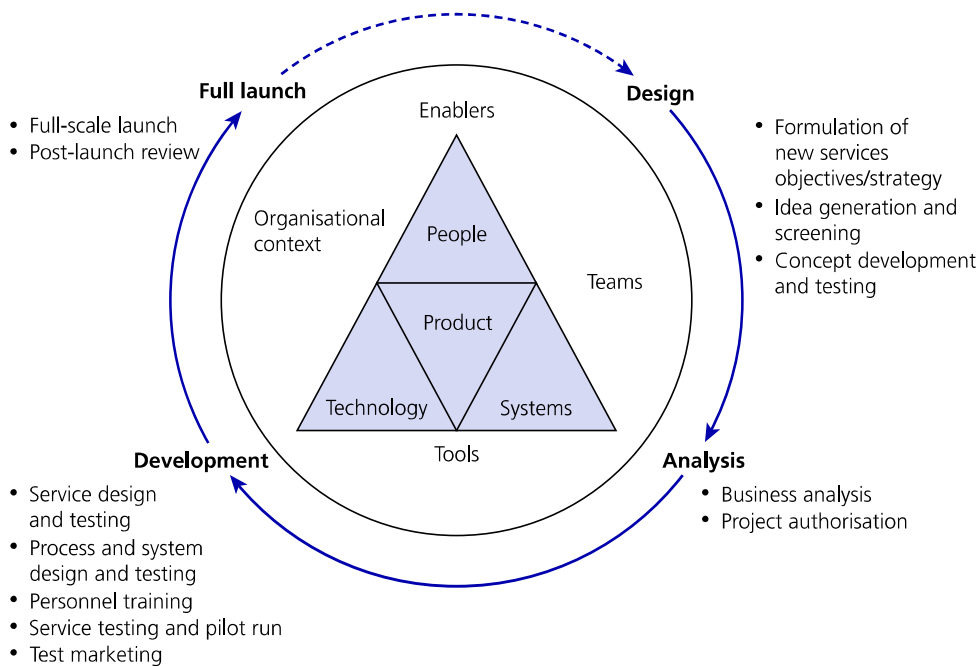 Full launch
• Full-scale launch
• Post-launch review
Design
• Formulation of
new services
objectives/strategy
• Idea generation and
screening
• Concept development
and testing
Enablers
Organisational
context
People
Teams
Product
Technology
Systems
Tools
Development
• Service design
and testing
• Process and system
design and testing
• Personnel training
• Service testing and pilot run
• Test marketing
Analysis
• Business analysis
• Project authorisation